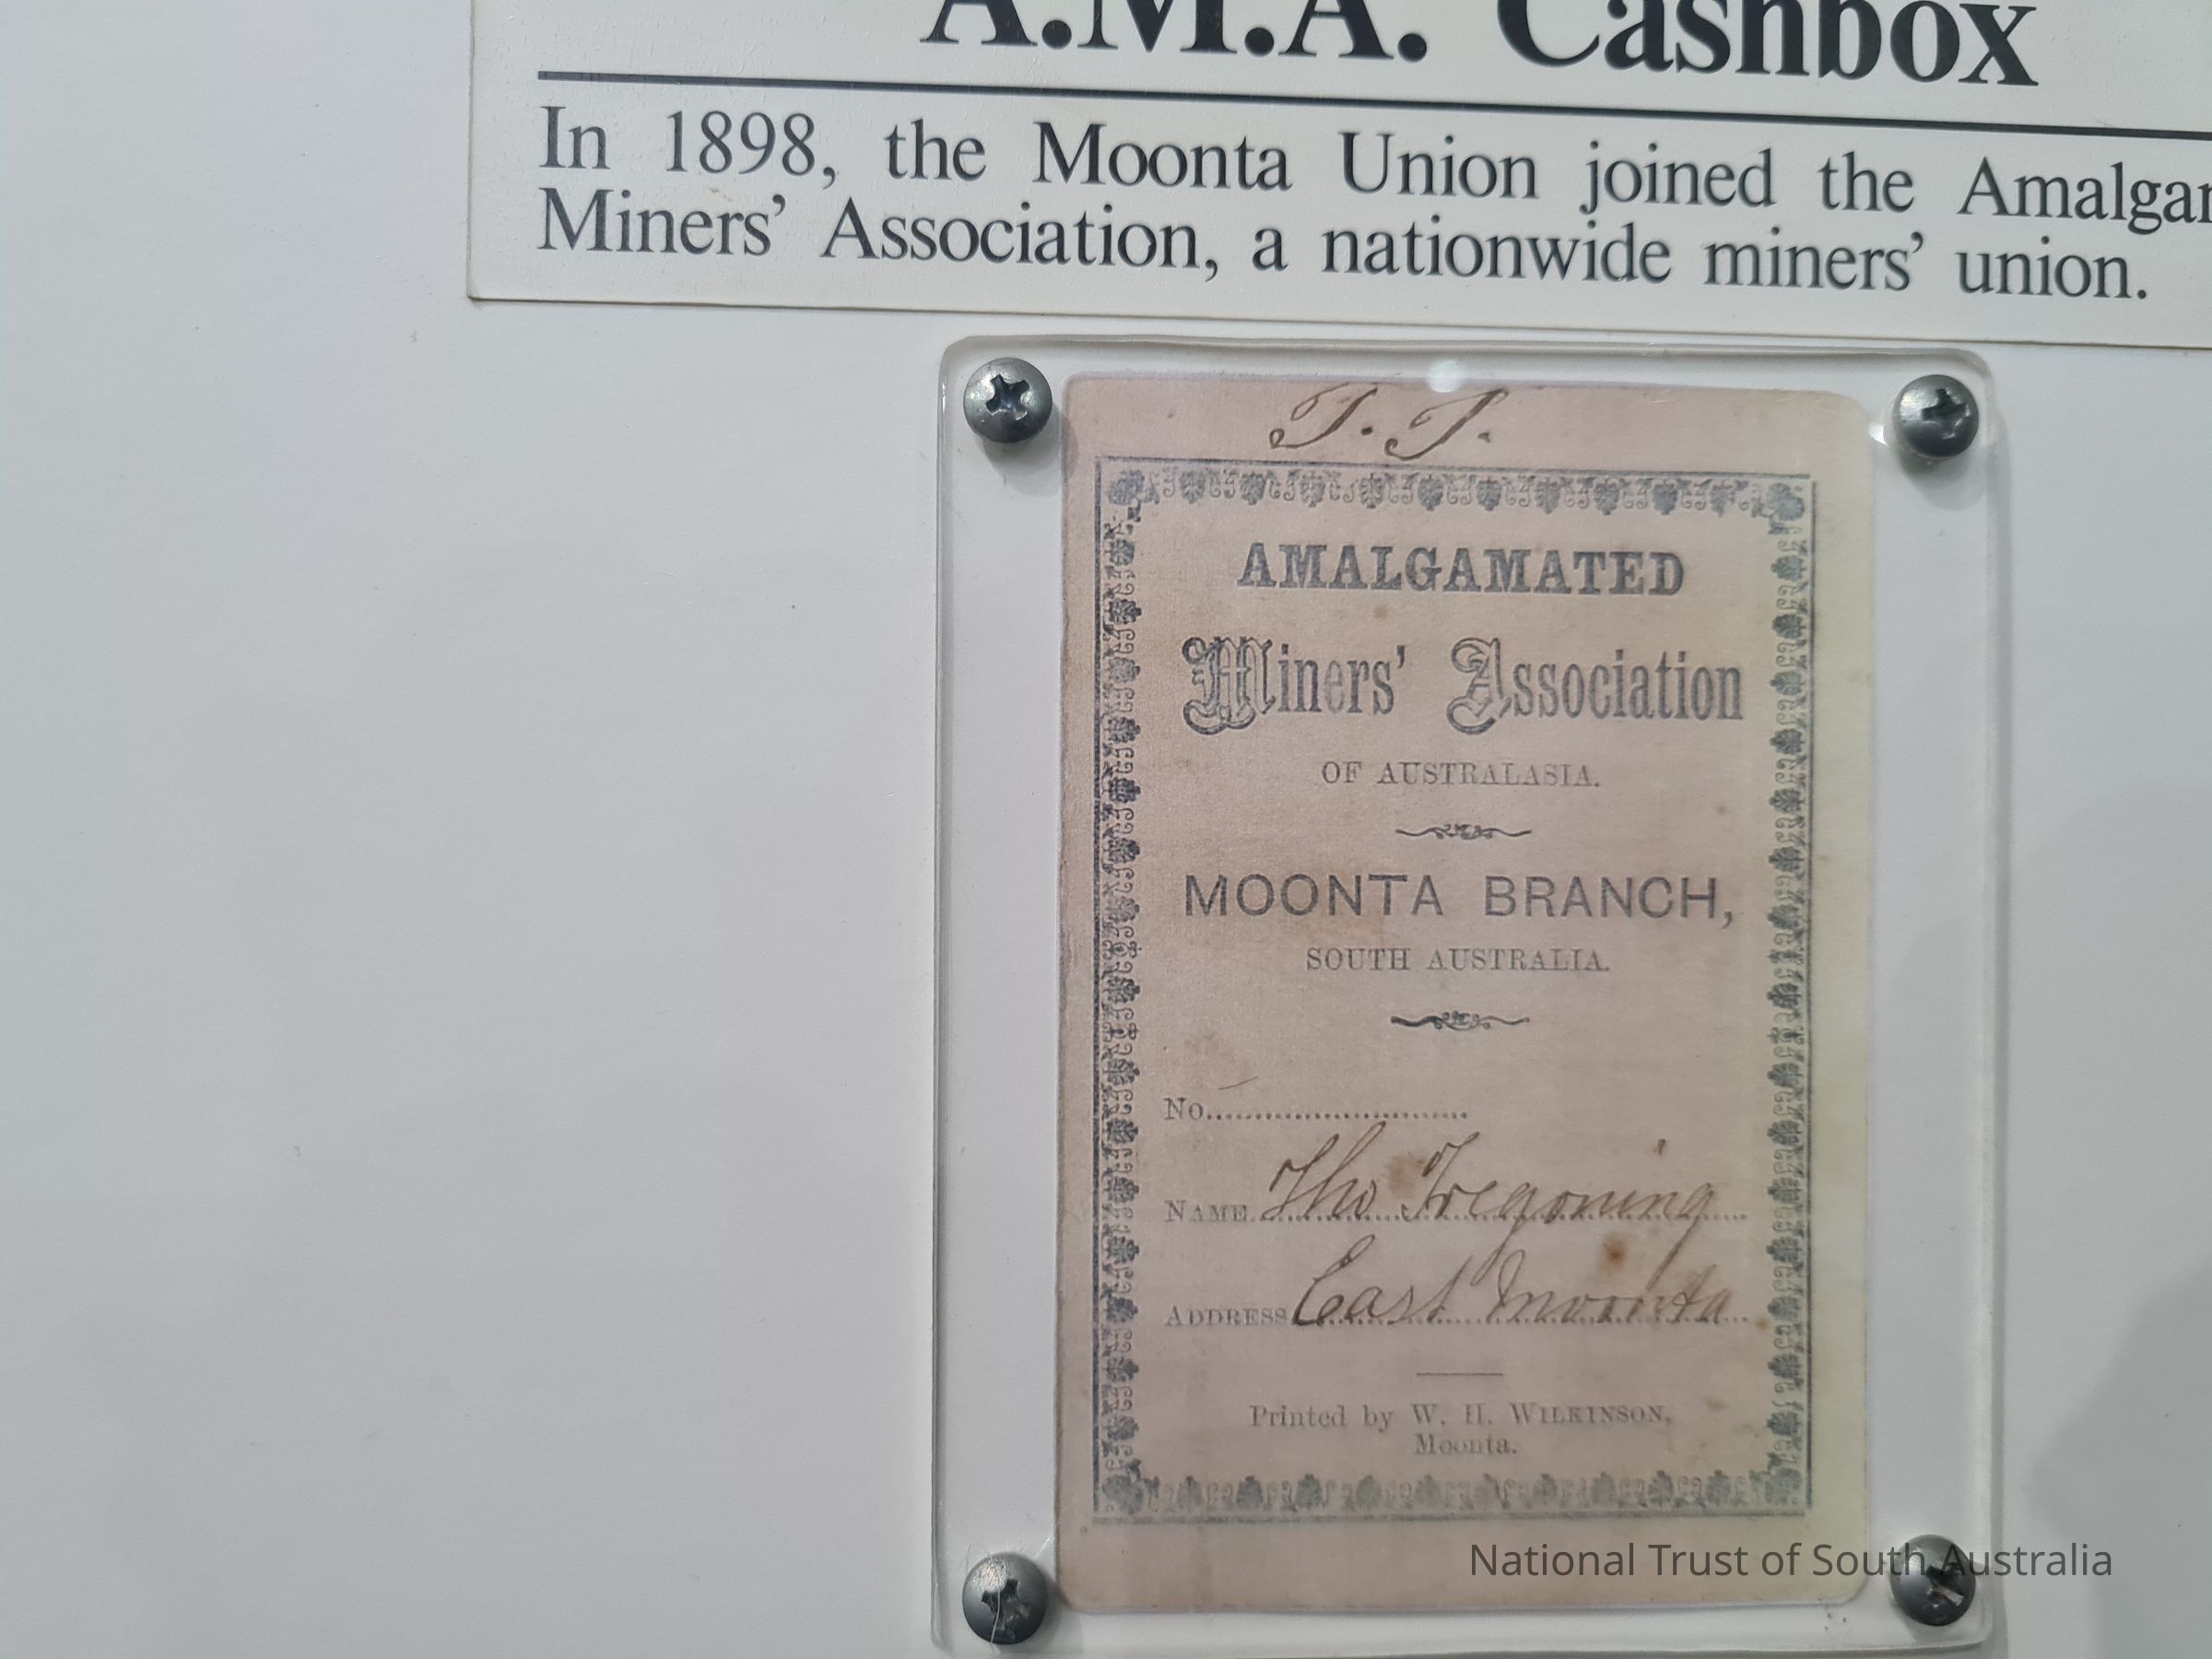 A.M.A. Cashbox
In 1898, the Moonta Union joined the Amalgam
Miners' Association, a nationwide miners' union.
T. T.
AMALGAMATED
Miners' Association
OF AUSTRALASIA.
MOONTA BRANCH,
SOUTH AUSTRALIA.
No.
NAME Tho Tregoning
ADDRESS East Moonta
Printed by W. H. WILKINSON,
Moonta.
National Trust of South Australia